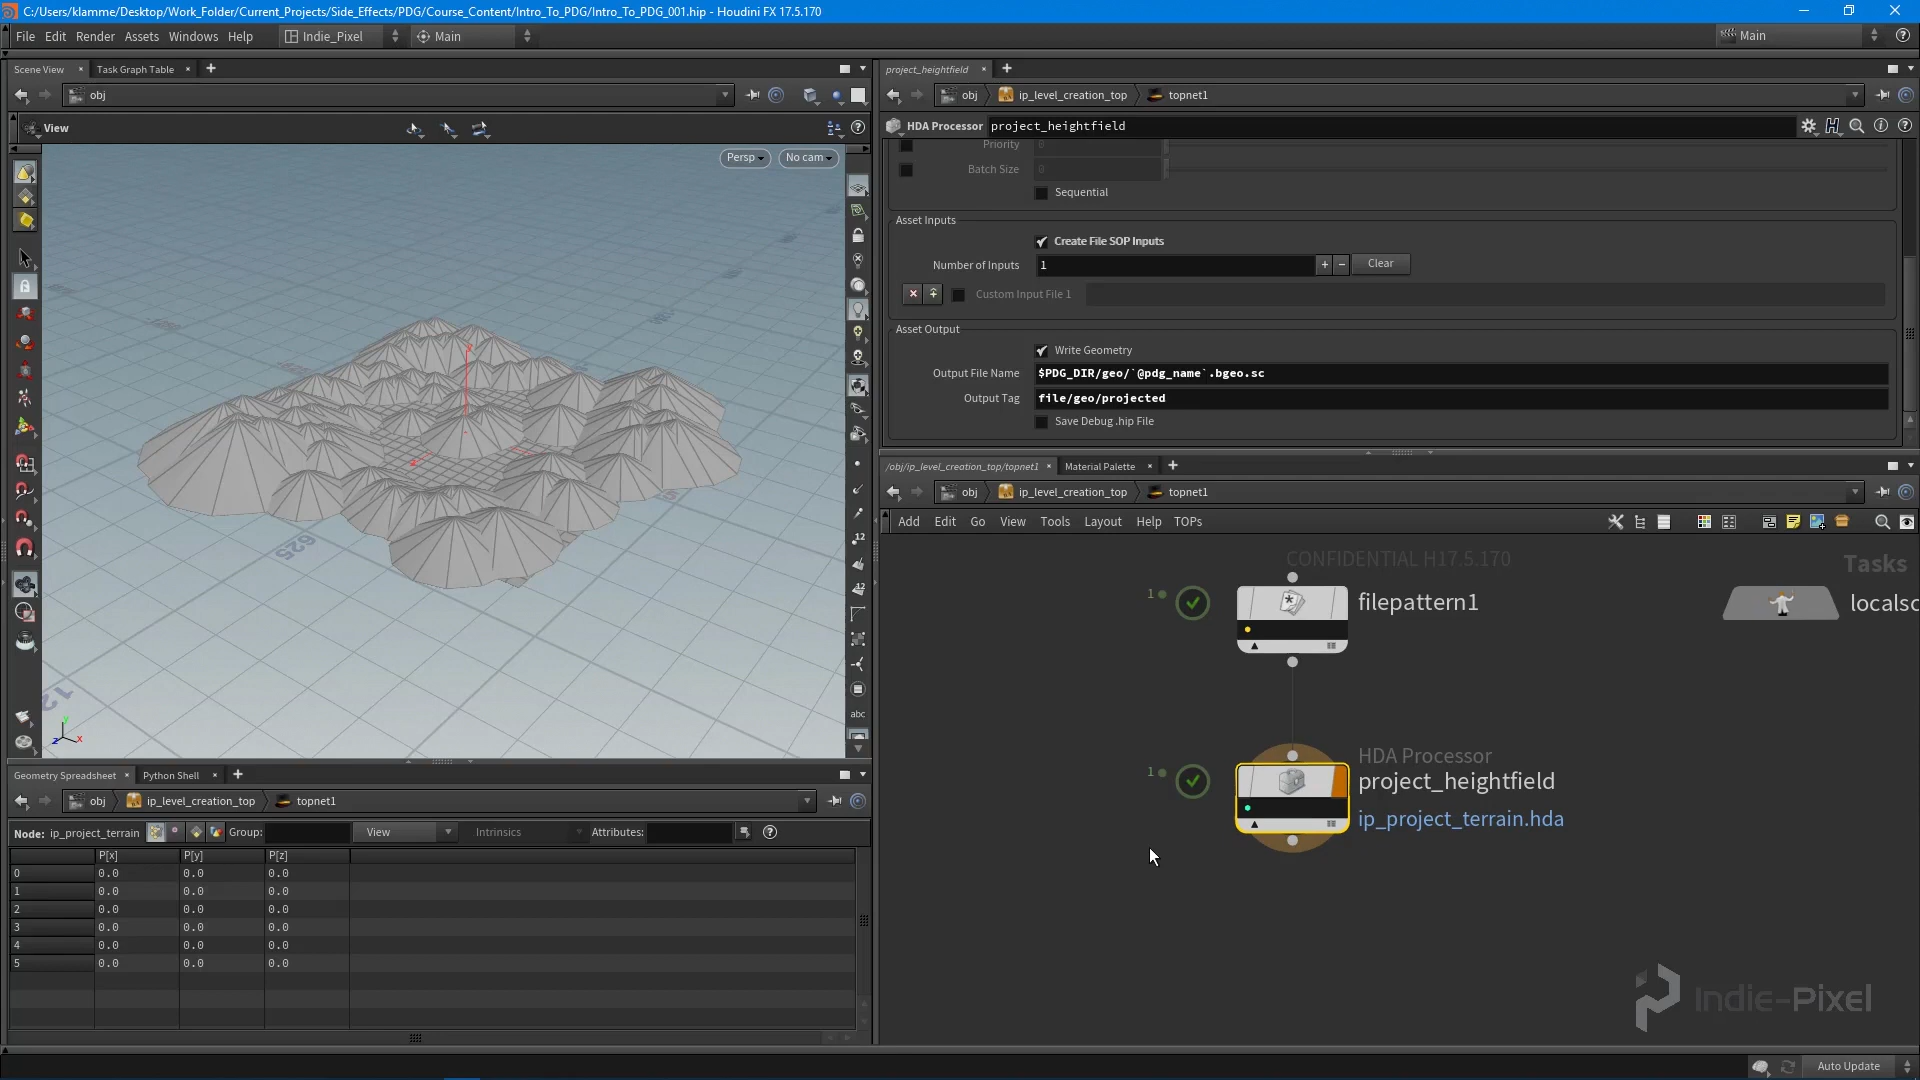 C:/Users/klamme/Desktop/Work_Folder/Current_Projects/Side_Effects/PDG/Course_Content/Intro_To_PDG/Intro_To_PDG_001.hip - Houdini FX 17.5.170
File Edit Render Assets Windows Help Indie_Pixel Main Main
Scene View Task Graph Table
obj
View
Persp No cam
625
abc
12
12
Geometry Spreadsheet Python Shell
obj ip_level_creation_top topnet1
Node: ip_project_terrain Group: View Intrinsics Attributes:
P[x] P[y] P[z]
0 0.0 0.0 0.0
1 0.0 0.0 0.0
2 0.0 0.0 0.0
3 0.0 0.0 0.0
4 0.0 0.0 0.0
5 0.0 0.0 0.0
project_heightfield
obj ip_level_creation_top topnet1
HDA Processor project_heightfield
Priority 0
Batch Size 0
Sequential
Asset Inputs
Create File SOP Inputs
Number of Inputs 1 + - Clear
Custom Input File 1
Asset Output
Write Geometry
Output File Name $PDG_DIR/geo/`@pdg_name`.bgeo.sc
Output Tag file/geo/projected
Save Debug .hip File
/obj/ip_level_creation_top/topnet1 Material Palette
obj ip_level_creation_top topnet1
Add Edit Go View Tools Layout Help TOPs
CONFIDENTIAL H17.5.170
Tasks
1 filepattern1
localsc
HDA Processor
1 project_heightfield
ip_project_terrain.hda
Indie-Pixel
Auto Update